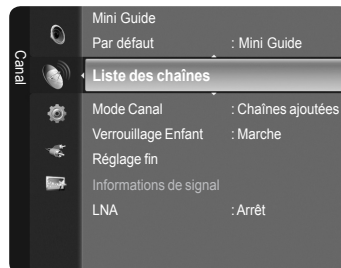 Canal
Mini Guide
Par défaut : Mini Guide
Liste des chaînes
Mode Canal : Chaînes ajoutées
Verrouillage Enfant : Marche
Réglage fin
Informations de signal
LNA : Arrêt